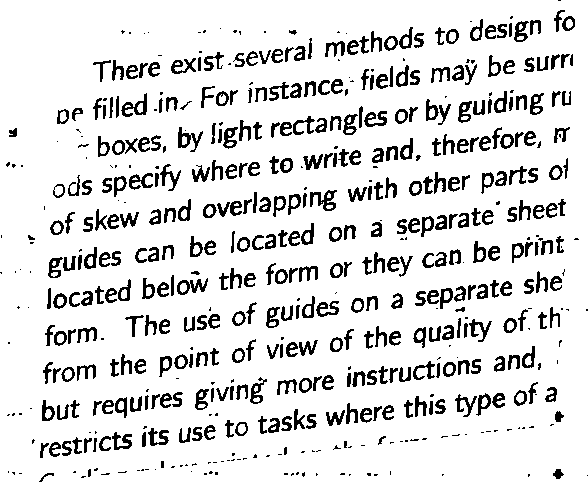 There exist several methods to design fo
be filled in. For instance, fields may be surr
boxes, by light rectangles or by guiding ru
ods specify where to write and, therefore, m
of skew and overlapping with other parts of
guides can be located on a separate sheet
located below the form or they can be print
form. The use of guides on a separate she
from the point of view of the quality of th
but requires giving more instructions and,
restricts its use to tasks where this type of a